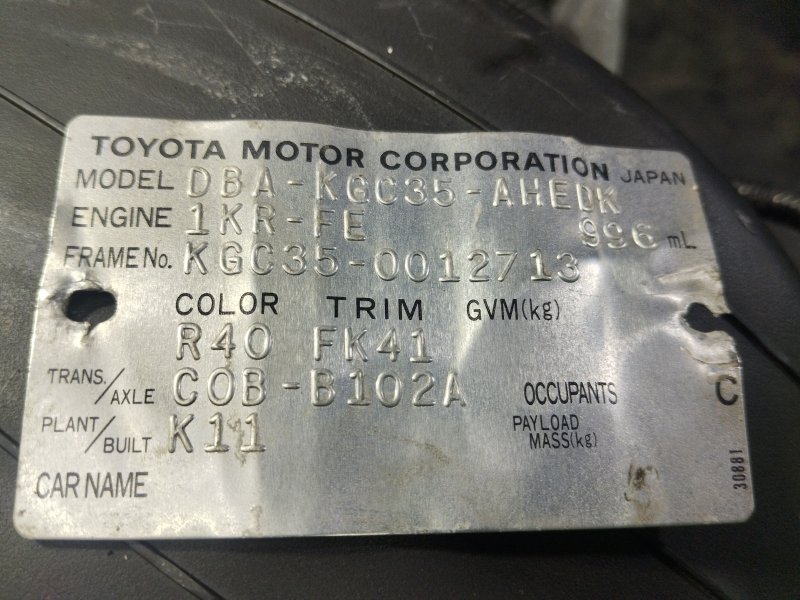 TOYOTA MOTOR CORPORATION JAPAN
MODEL DBA-KGC35-AHEDK
ENGINE 1KR-FE 996 mL
FRAME No. KGC35-0012713
COLOR TRIM GVM(kg)
R40 FK41
TRANS./AXLE C0B-B102A OCCUPANTS C
PLANT/BUILT K11 PAYLOAD MASS(kg)
CAR NAME
30881